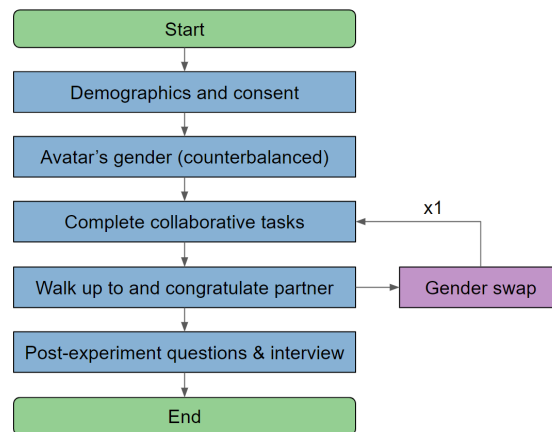 Start
Demographics and consent
Avatar's gender (counterbalanced)
Complete collaborative tasks
x1
Walk up to and congratulate partner
Gender swap
Post-experiment questions & interview
End